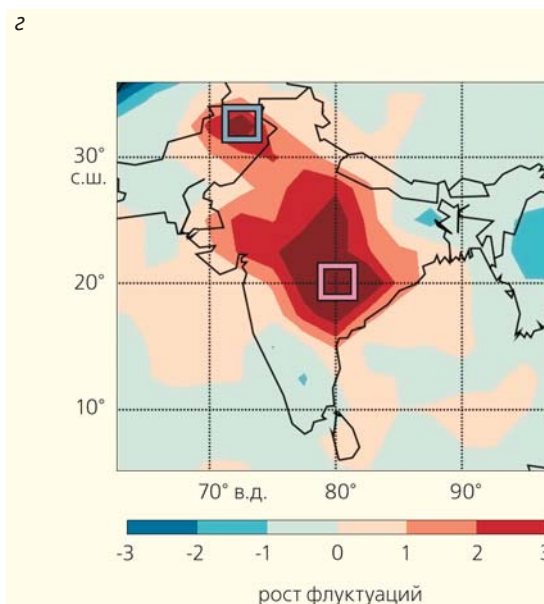 г
30°
с.ш.
20°
10°
70° в.д. 80° 90°
-3 -2 -1 0 1 2 3
рост флуктуаций